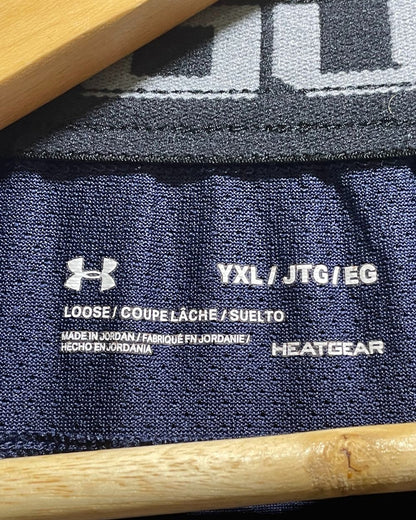 YXL / JTG / EG
LOOSE / COUPE LÂCHE / SUELTO
MADE IN JORDAN / FABRIQUÉ EN JORDANIE /
HECHO EN JORDANIA
HEATGEAR